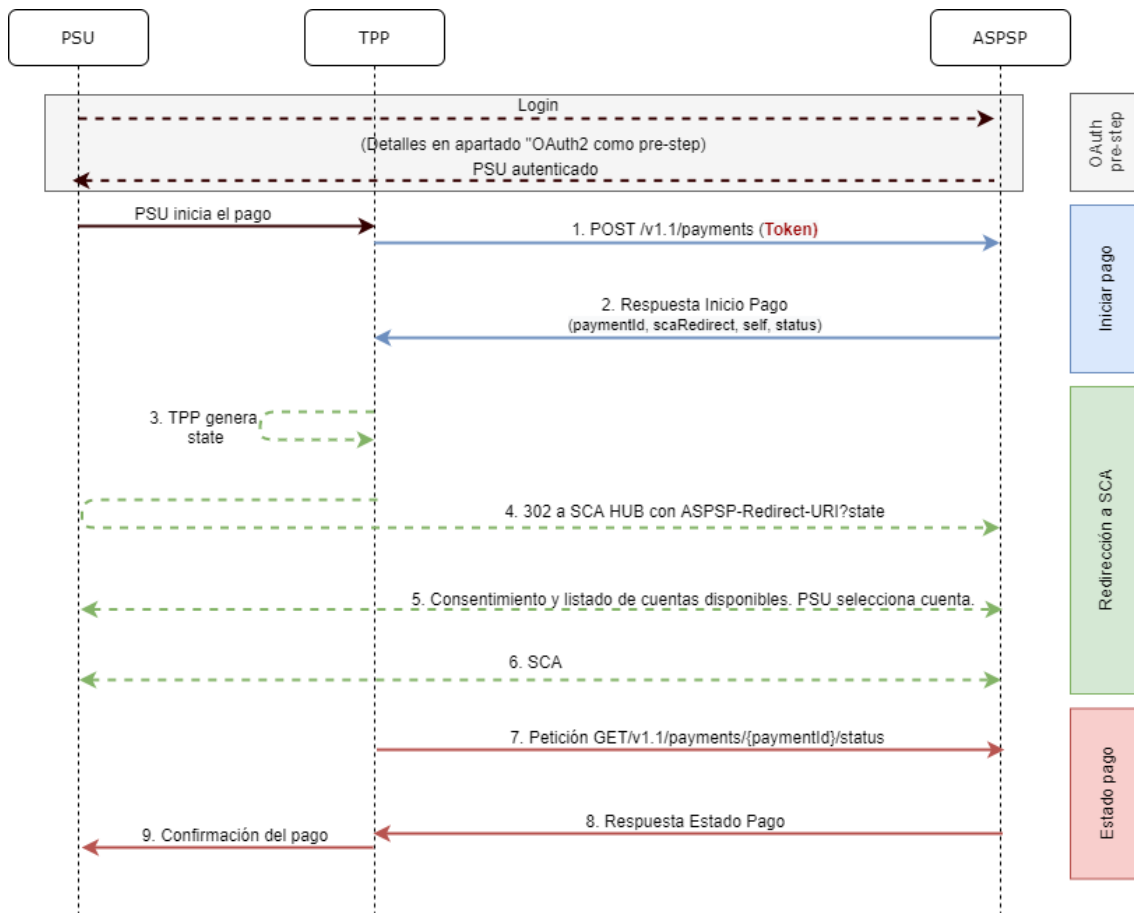 PSU
TPP
ASPSP
Login
(Detalles en apartado "OAuth2 como pre-step)
PSU autenticado
OAuth
pre-step
PSU inicia el pago
1. POST /v1.1/payments (Token)
2. Respuesta Inicio Pago
(paymentId, scaRedirect, self, status)
Iniciar pago
3. TPP genera
state
4. 302 a SCA HUB con ASPSP-Redirect-URI?state
5. Consentimiento y listado de cuentas disponibles. PSU selecciona cuenta.
6. SCA
Redirección a SCA
7. Petición GET/v1.1/payments/{paymentId}/status
8. Respuesta Estado Pago
9. Confirmación del pago
Estado pago